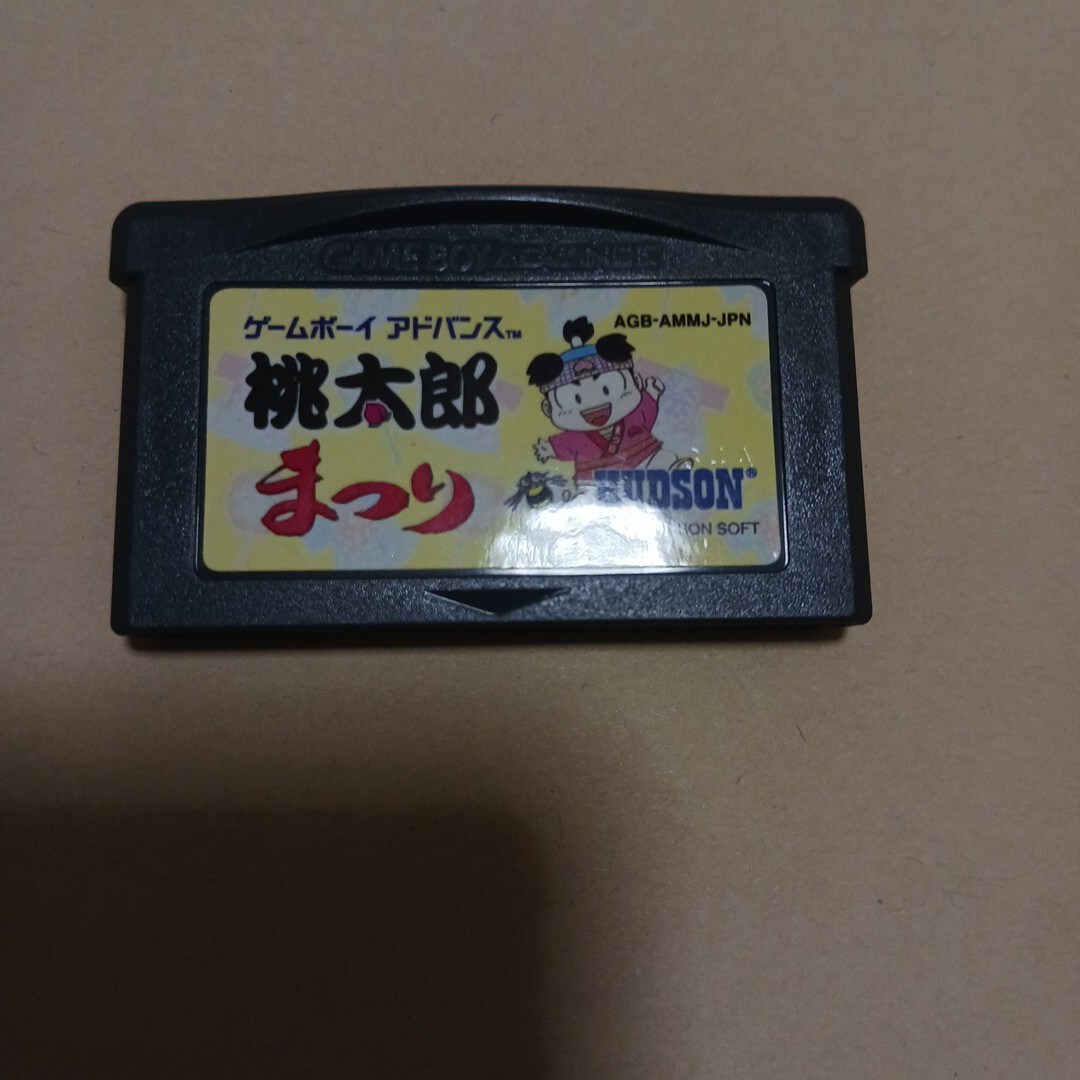 GAME BOY ADVANCE
ゲームボーイ アドバンス™
AGB-AMMJ-JPN
桃太郎
まつり
HUDSON®
SOFT